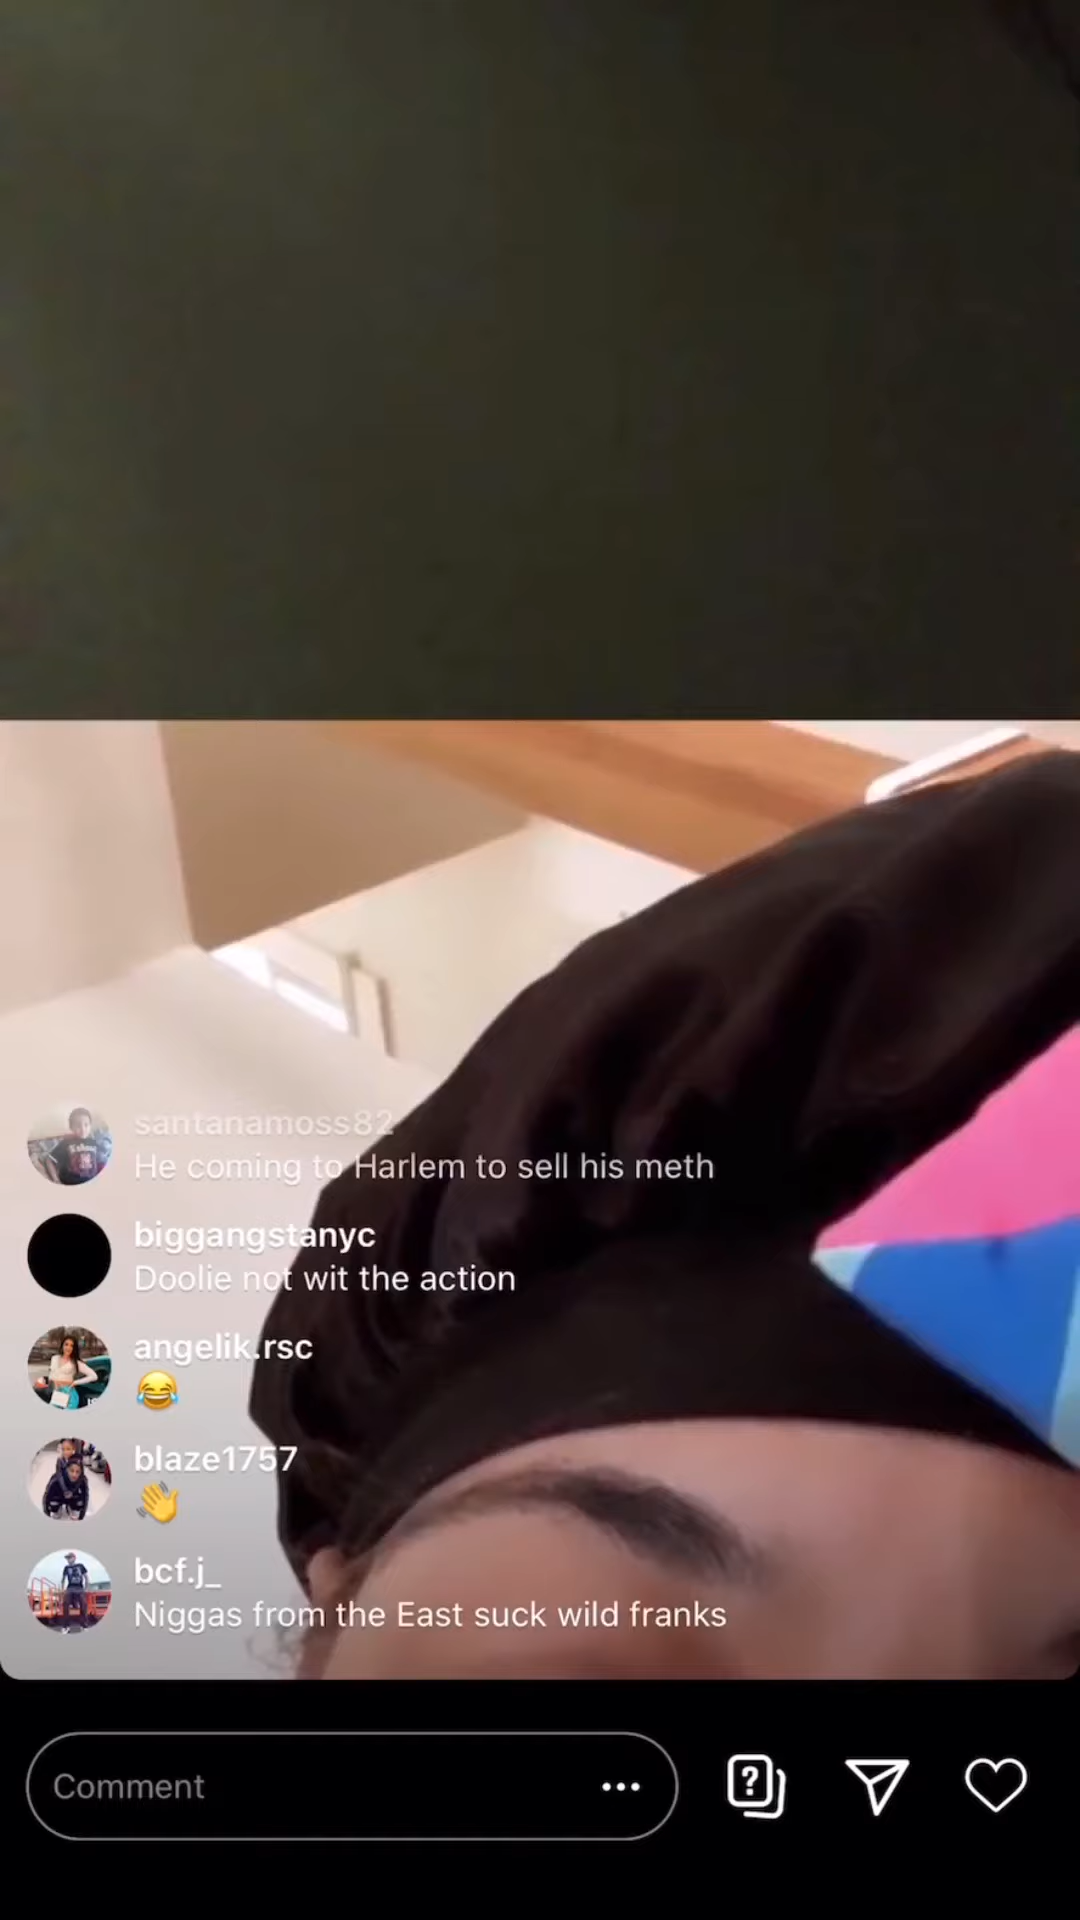 santanamoss82
He coming to Harlem to sell his meth
biggangstanyc
Doolie not wit the action
angelik.rsc
😂
blaze1757
👋
bcf.j_
Niggas from the East suck wild franks
Comment